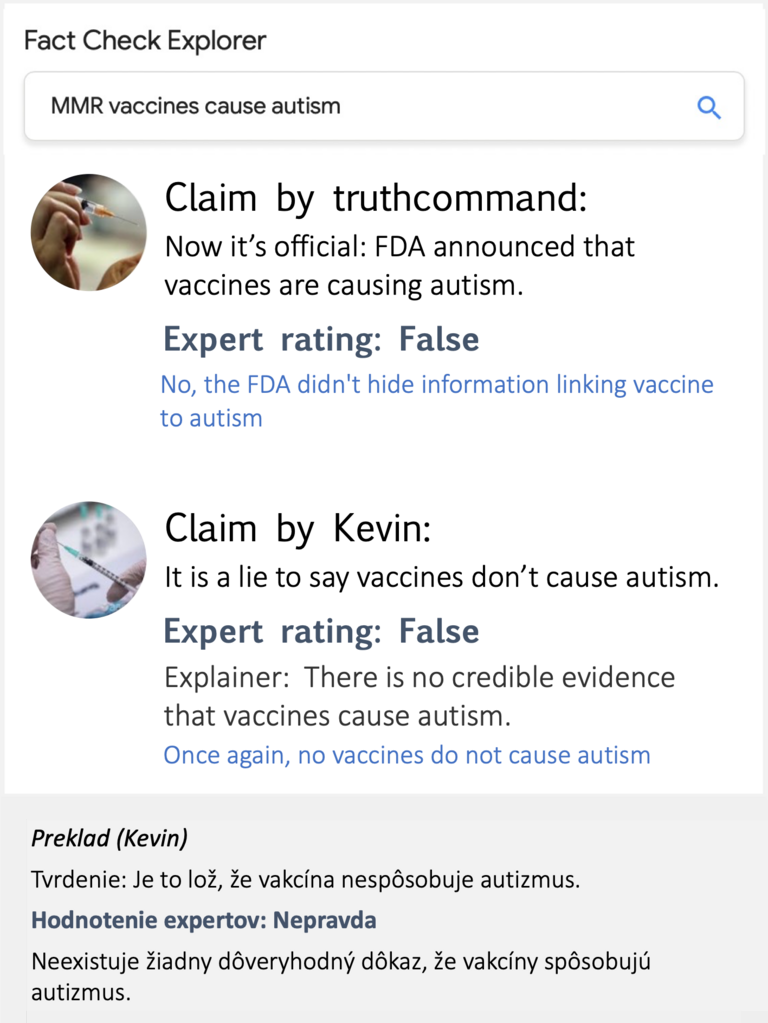 Fact Check Explorer
MMR vaccines cause autism
Claim by truthcommand:
Now it’s official: FDA announced that
vaccines are causing autism.
Expert rating: False
No, the FDA didn't hide information linking vaccine
to autism
Claim by Kevin:
It is a lie to say vaccines don’t cause autism.
Expert rating: False
Explainer: There is no credible evidence
that vaccines cause autism.
Once again, no vaccines do not cause autism
Preklad (Kevin)
Tvrdenie: Je to lož, že vakcína nespôsobuje autizmus.
Hodnotenie expertov: Nepravda
Neexistuje žiadny dôveryhodný dôkaz, že vakcíny spôsobujú
autizmus.